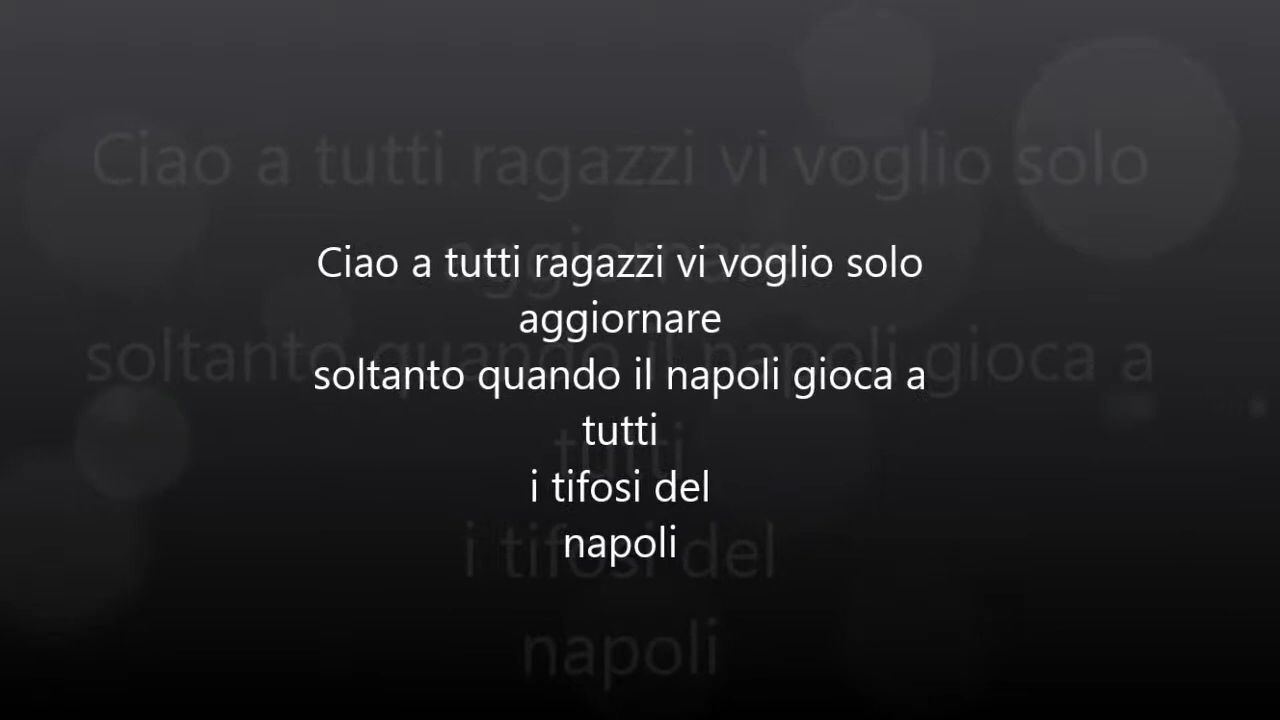 Ciao a tutti ragazzi vi voglio solo
aggiornare
soltanto quando il napoli gioca a
tutti
i tifosi del
napoli